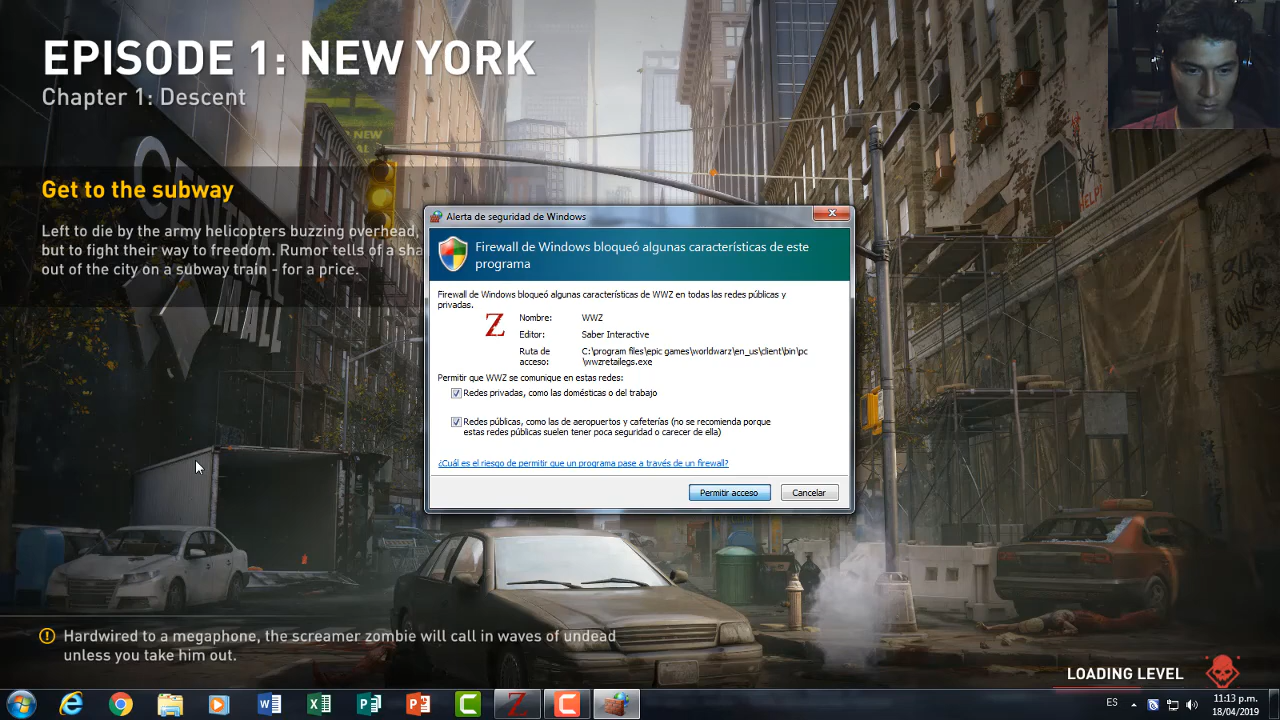 EPISODE 1: NEW YORK
Chapter 1: Descent
NEW
CENTRAL
MALL
HELP!
Get to the subway
Left to die by the army helicopters buzzing overhead,
but to fight their way to freedom. Rumor tells of a sha
out of the city on a subway train - for a price.
Alerta de seguridad de Windows
Firewall de Windows bloqueó algunas características de este
programa
Firewall de Windows bloqueó algunas características de WWZ en todas las redes públicas y
privadas.
Z
Nombre: WWZ
Editor: Saber Interactive
Ruta de acceso: C:\program files\epic games\worldwarz\en_us\client\bin\pc
\wwzretailegs.exe
Permitir que WWZ se comunique en estas redes:
Redes privadas, como las domésticas o del trabajo
Redes públicas, como las de aeropuertos y cafeterías (no se recomienda porque
estas redes públicas suelen tener poca seguridad o carecer de ella)
¿Cuál es el riesgo de permitir que un programa pase a través de un firewall?
Permitir acceso
Cancelar
Hardwired to a megaphone, the screamer zombie will call in waves of undead
unless you take him out.
LOADING LEVEL
ES
11:13 p.m.
18/04/2019